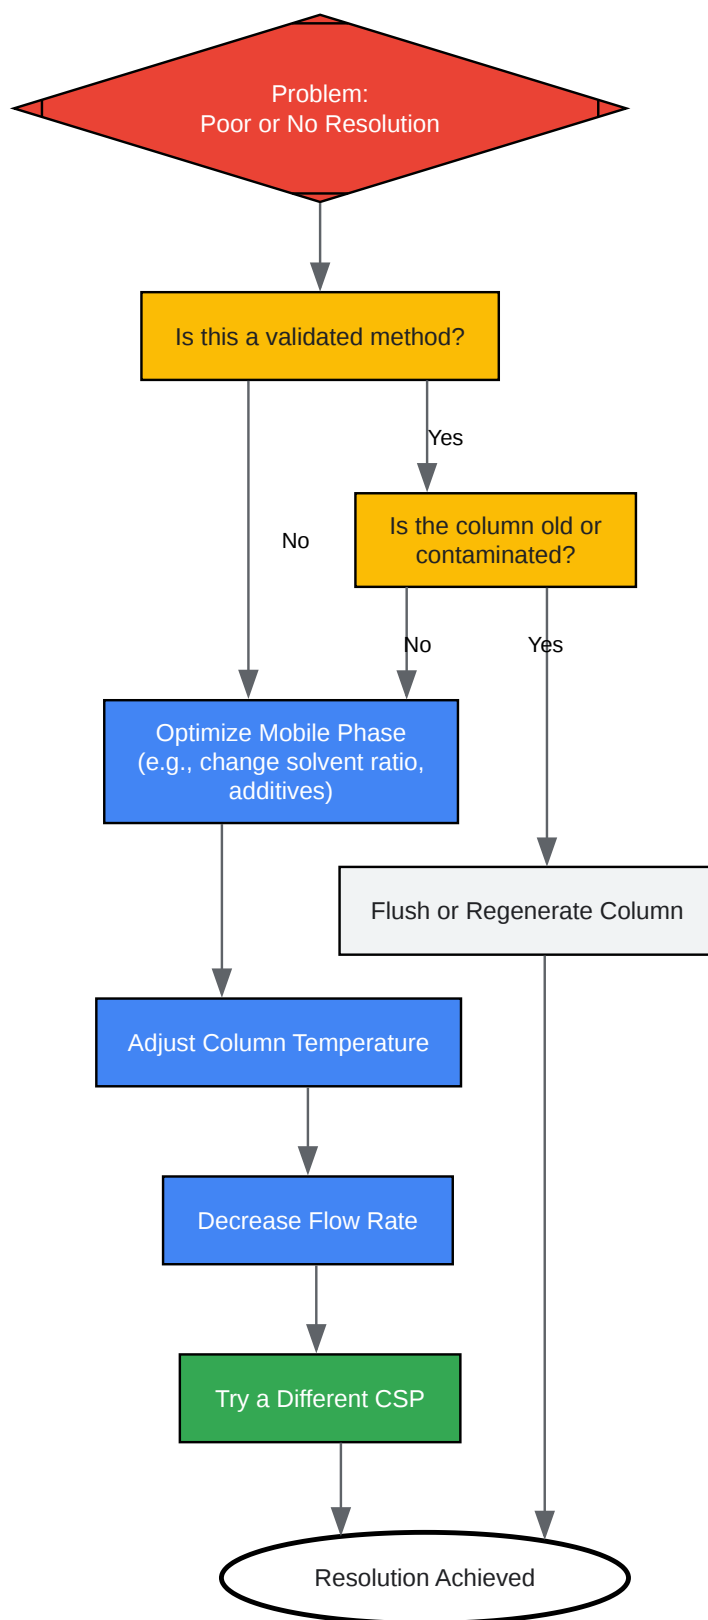 Problem:
Poor or No Resolution
Is this a validated method?
Yes
No
Is the column old or
contaminated?
No
Yes
Optimize Mobile Phase
(e.g., change solvent ratio,
additives)
Flush or Regenerate Column
Adjust Column Temperature
Decrease Flow Rate
Try a Different CSP
Resolution Achieved